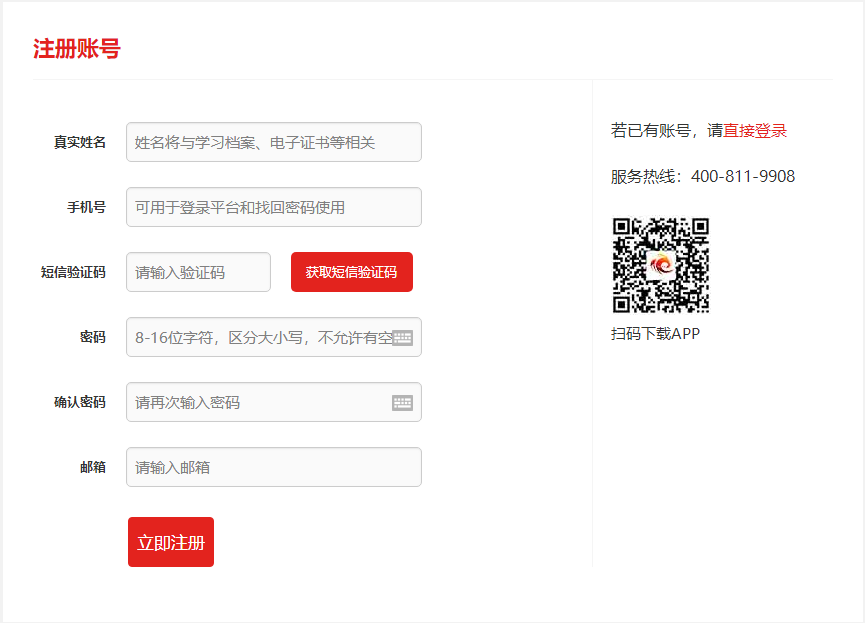 注册账号
真实姓名 姓名将与学习档案、电子证书等相关
手机号 可用于登录平台和找回密码使用
短信验证码 请输入验证码 获取短信验证码
密码 8-16位字符，区分大小写，不允许有空
确认密码 请再次输入密码
邮箱 请输入邮箱
立即注册
若已有账号，请直接登录
服务热线：400-811-9908
扫码下载APP